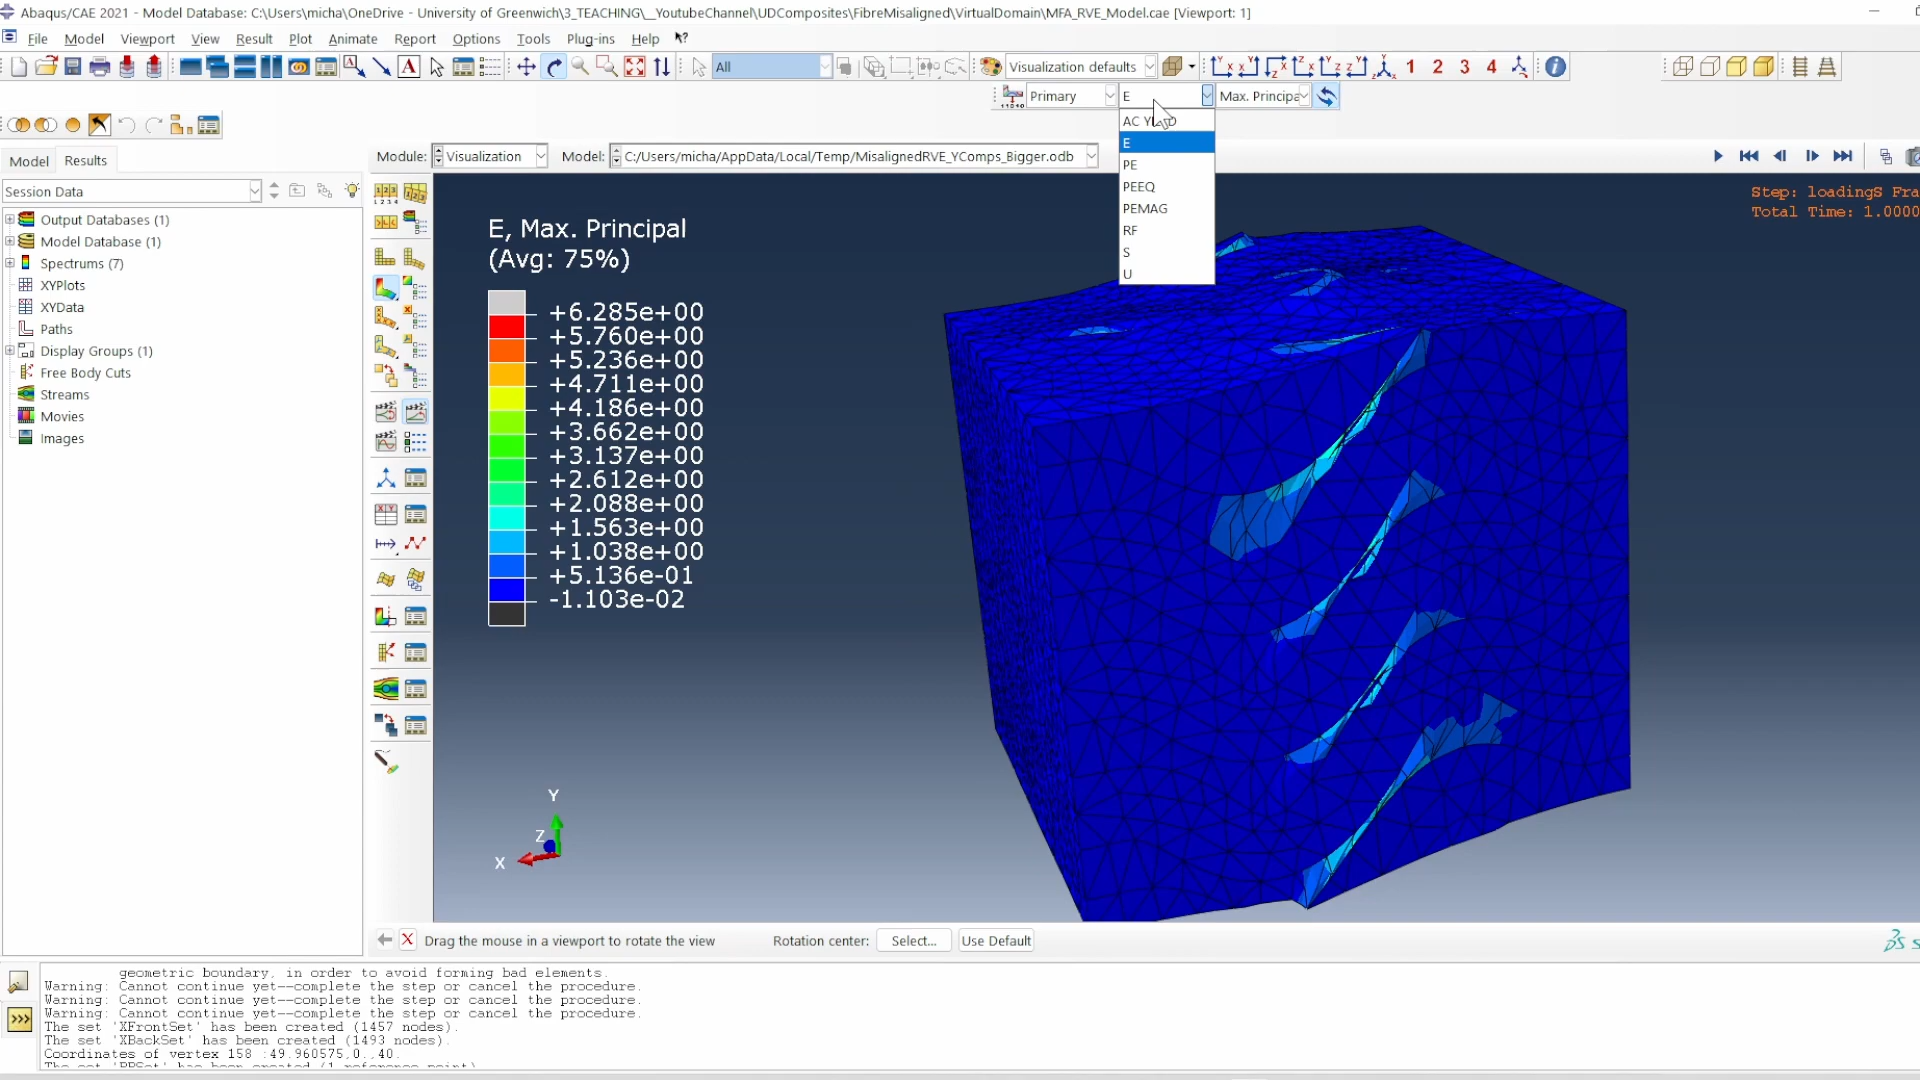 Abaqus/CAE 2021 - Model Database: C:\Users\micha\OneDrive - University of Greenwich\3_TEACHING\__YoutubeChannel\UDComposites\FibreMisaligned\VirtualDomain\MFA_RVE_Model.cae [Viewport: 1]
File Model Viewport View Result Plot Animate Report Options Tools Plug-ins Help
All Visualization defaults 1 2 3 4
Primary E Max. Principa
AC
E
PE
PEEQ
PEMAG
RF
S
U
Model Results
Module: Visualization Model: C:/Users/micha/AppData/Local/Temp/MisalignedRVE_YComps_Bigger.odb
Session Data
Output Databases (1)
Model Database (1)
Spectrums (7)
XYPlots
XYData
Paths
Display Groups (1)
Free Body Cuts
Streams
Movies
Images
Step: loadingS Fra
Total Time: 1.0000
E, Max. Principal
(Avg: 75%)
+6.285e+00
+5.760e+00
+5.236e+00
+4.711e+00
+4.186e+00
+3.662e+00
+3.137e+00
+2.612e+00
+2.088e+00
+1.563e+00
+1.038e+00
+5.136e-01
-1.103e-02
Y
Z
X
Drag the mouse in a viewport to rotate the view Rotation center: Select... Use Default
geometric boundary, in order to avoid forming bad elements.
Warning: Cannot continue yet--complete the step or cancel the procedure.
Warning: Cannot continue yet--complete the step or cancel the procedure.
Warning: Cannot continue yet--complete the step or cancel the procedure.
The set 'XFrontSet' has been created (1457 nodes).
The set 'XBackSet' has been created (1493 nodes).
Coordinates of vertex 158 :49.960575,0.,40.
The set 'RPSet' has been created (1 reference point)